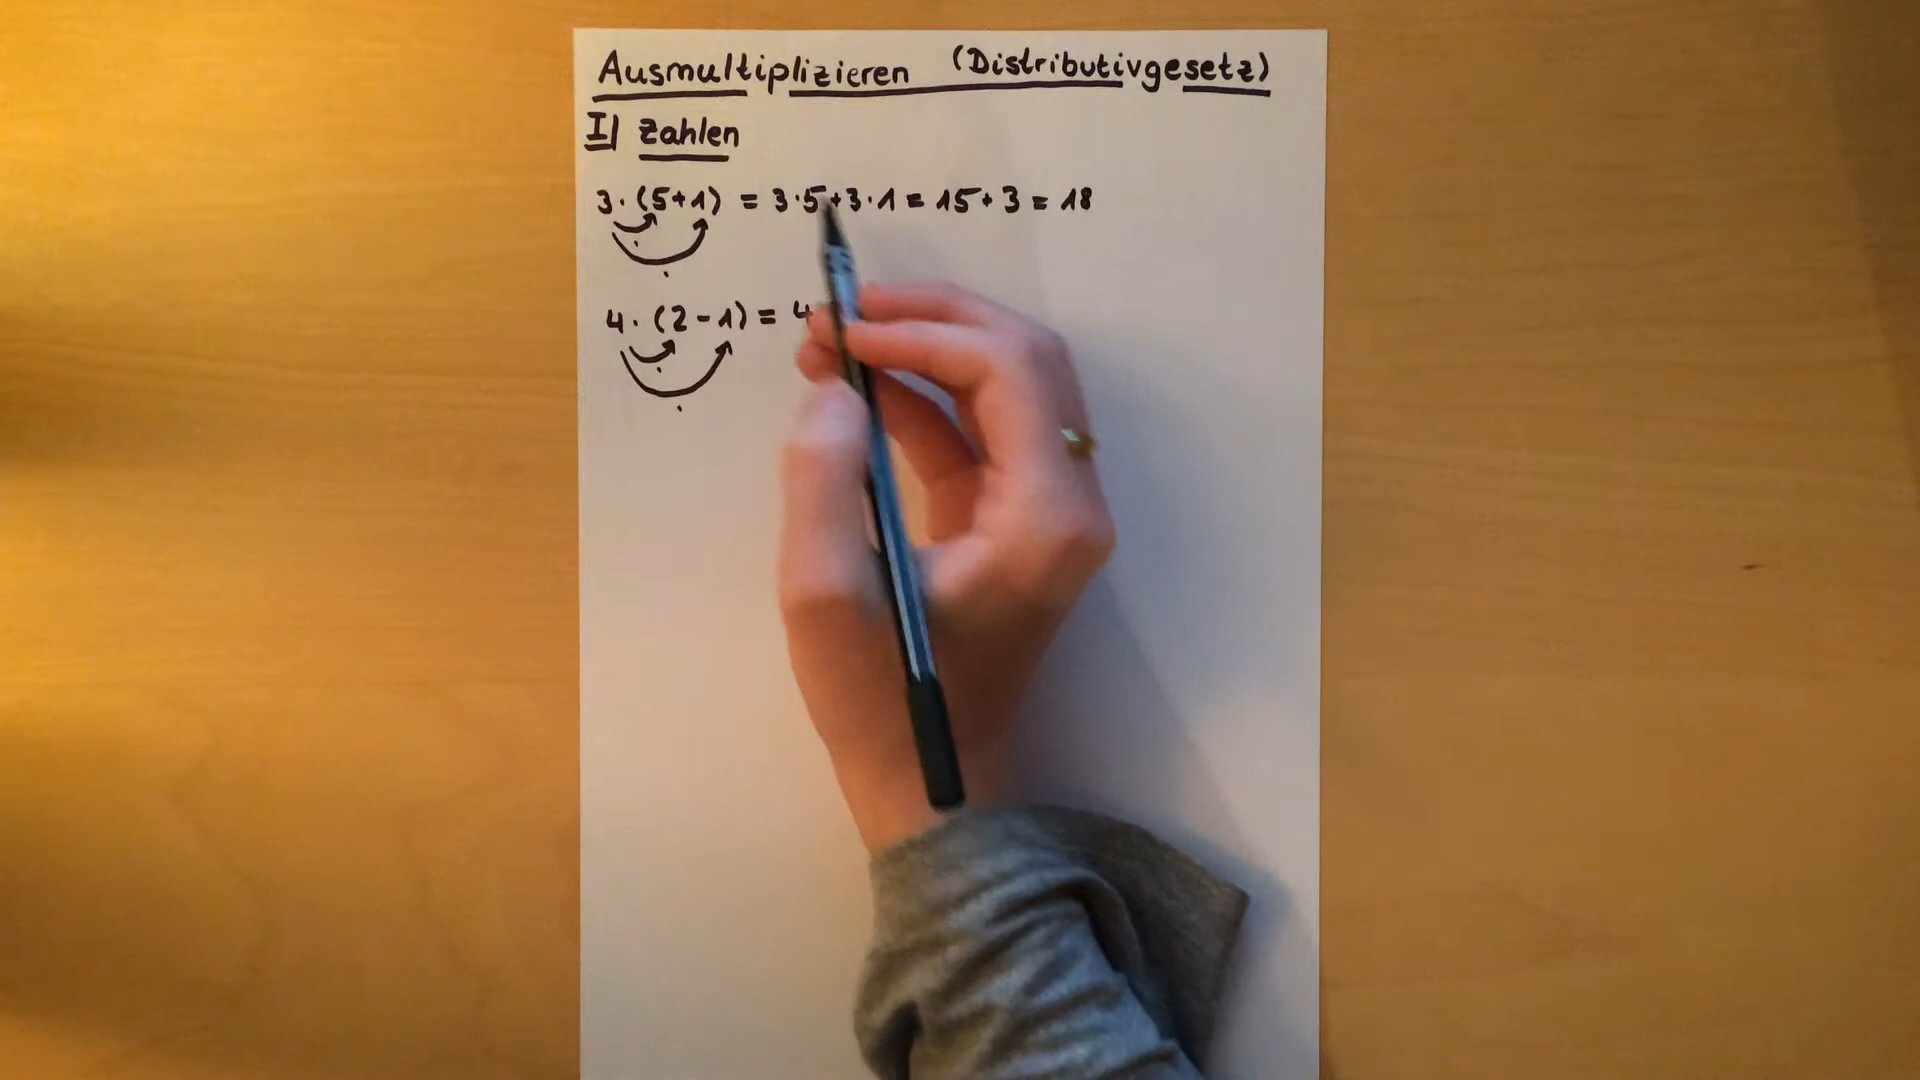 Ausmultiplizieren (Distributivgesetz)
I) Zahlen
3·(5+1) = 3·5+3·1 = 15+3 = 18
4·(2-1) = 4